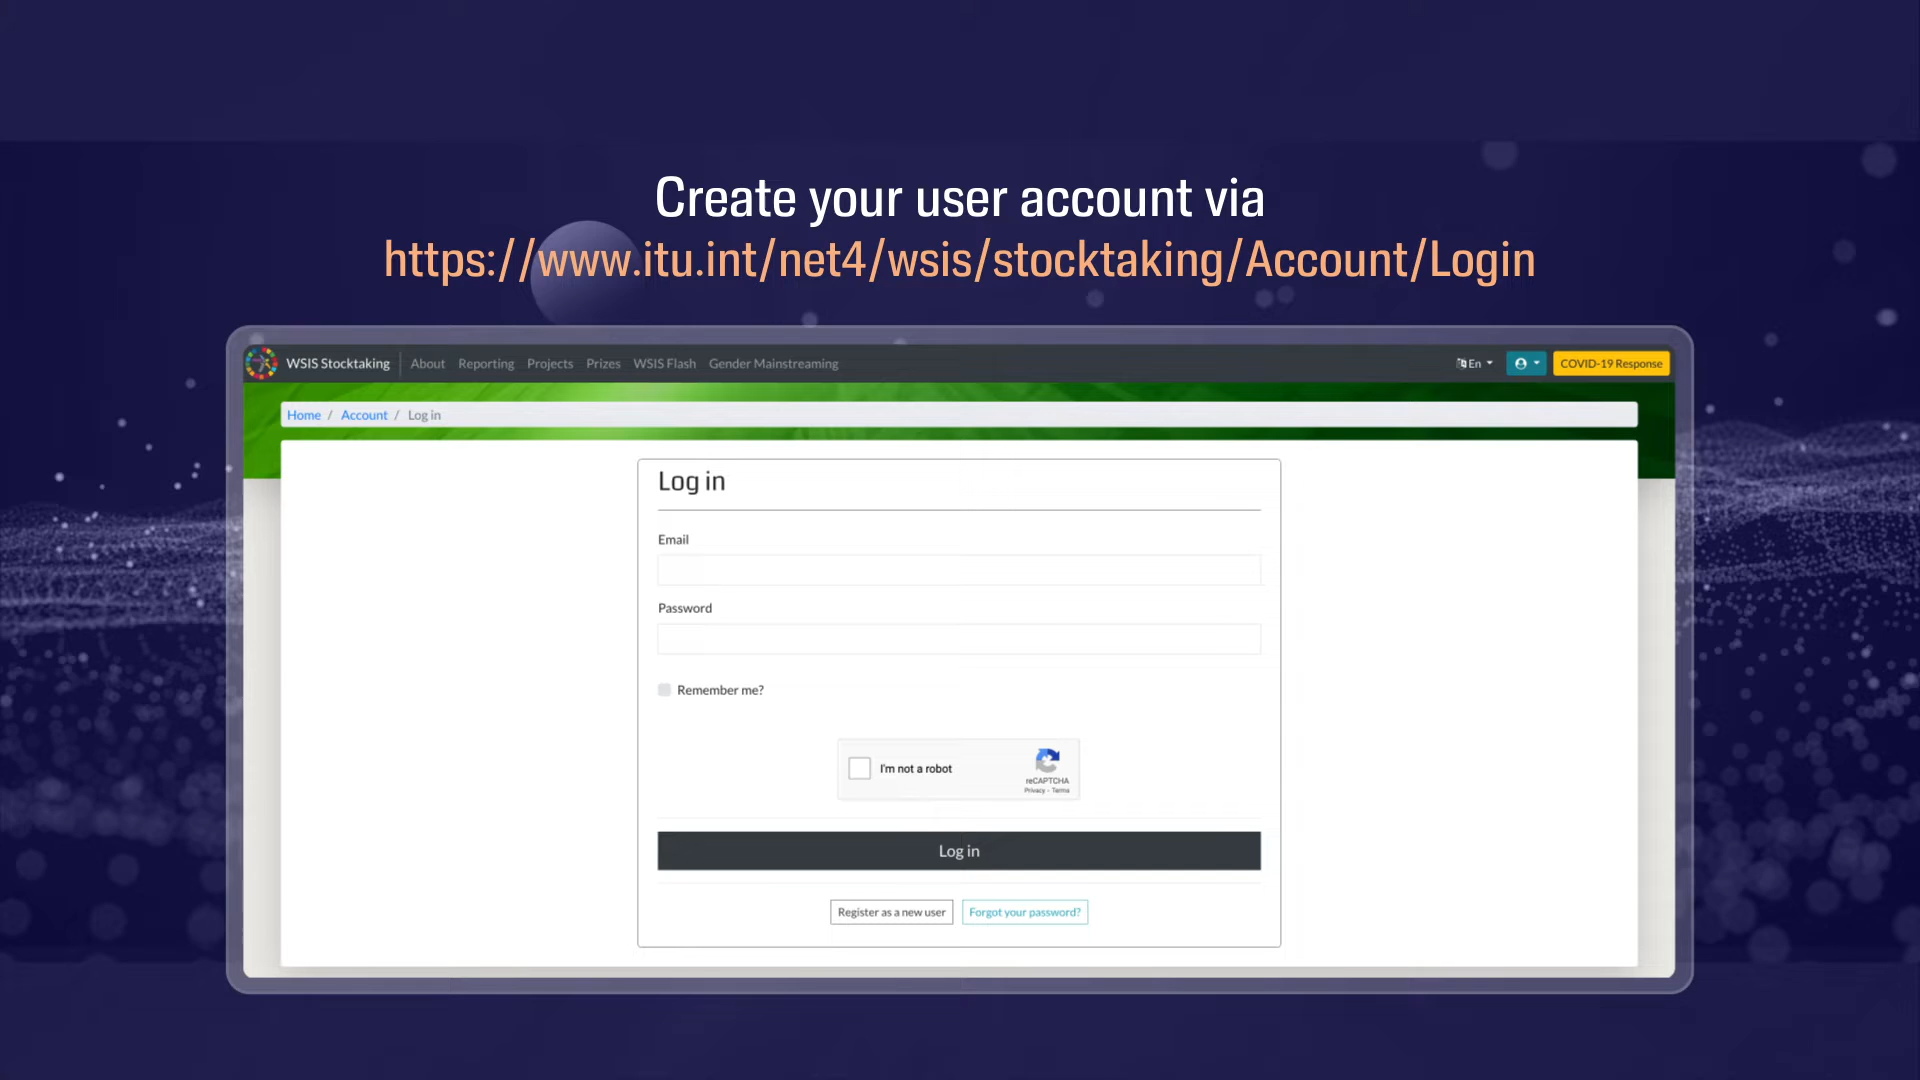 Create your user account via
https://www.itu.int/net4/wsis/stocktaking/Account/Login
WSIS Stocktaking About Reporting Projects Prizes WSIS Flash Gender Mainstreaming En COVID-19 Response
Home / Account / Log in
Log in
Email
Password
Remember me?
I'm not a robot
reCAPTCHA
Privacy - Terms
Log in
Register as a new user Forgot your password?